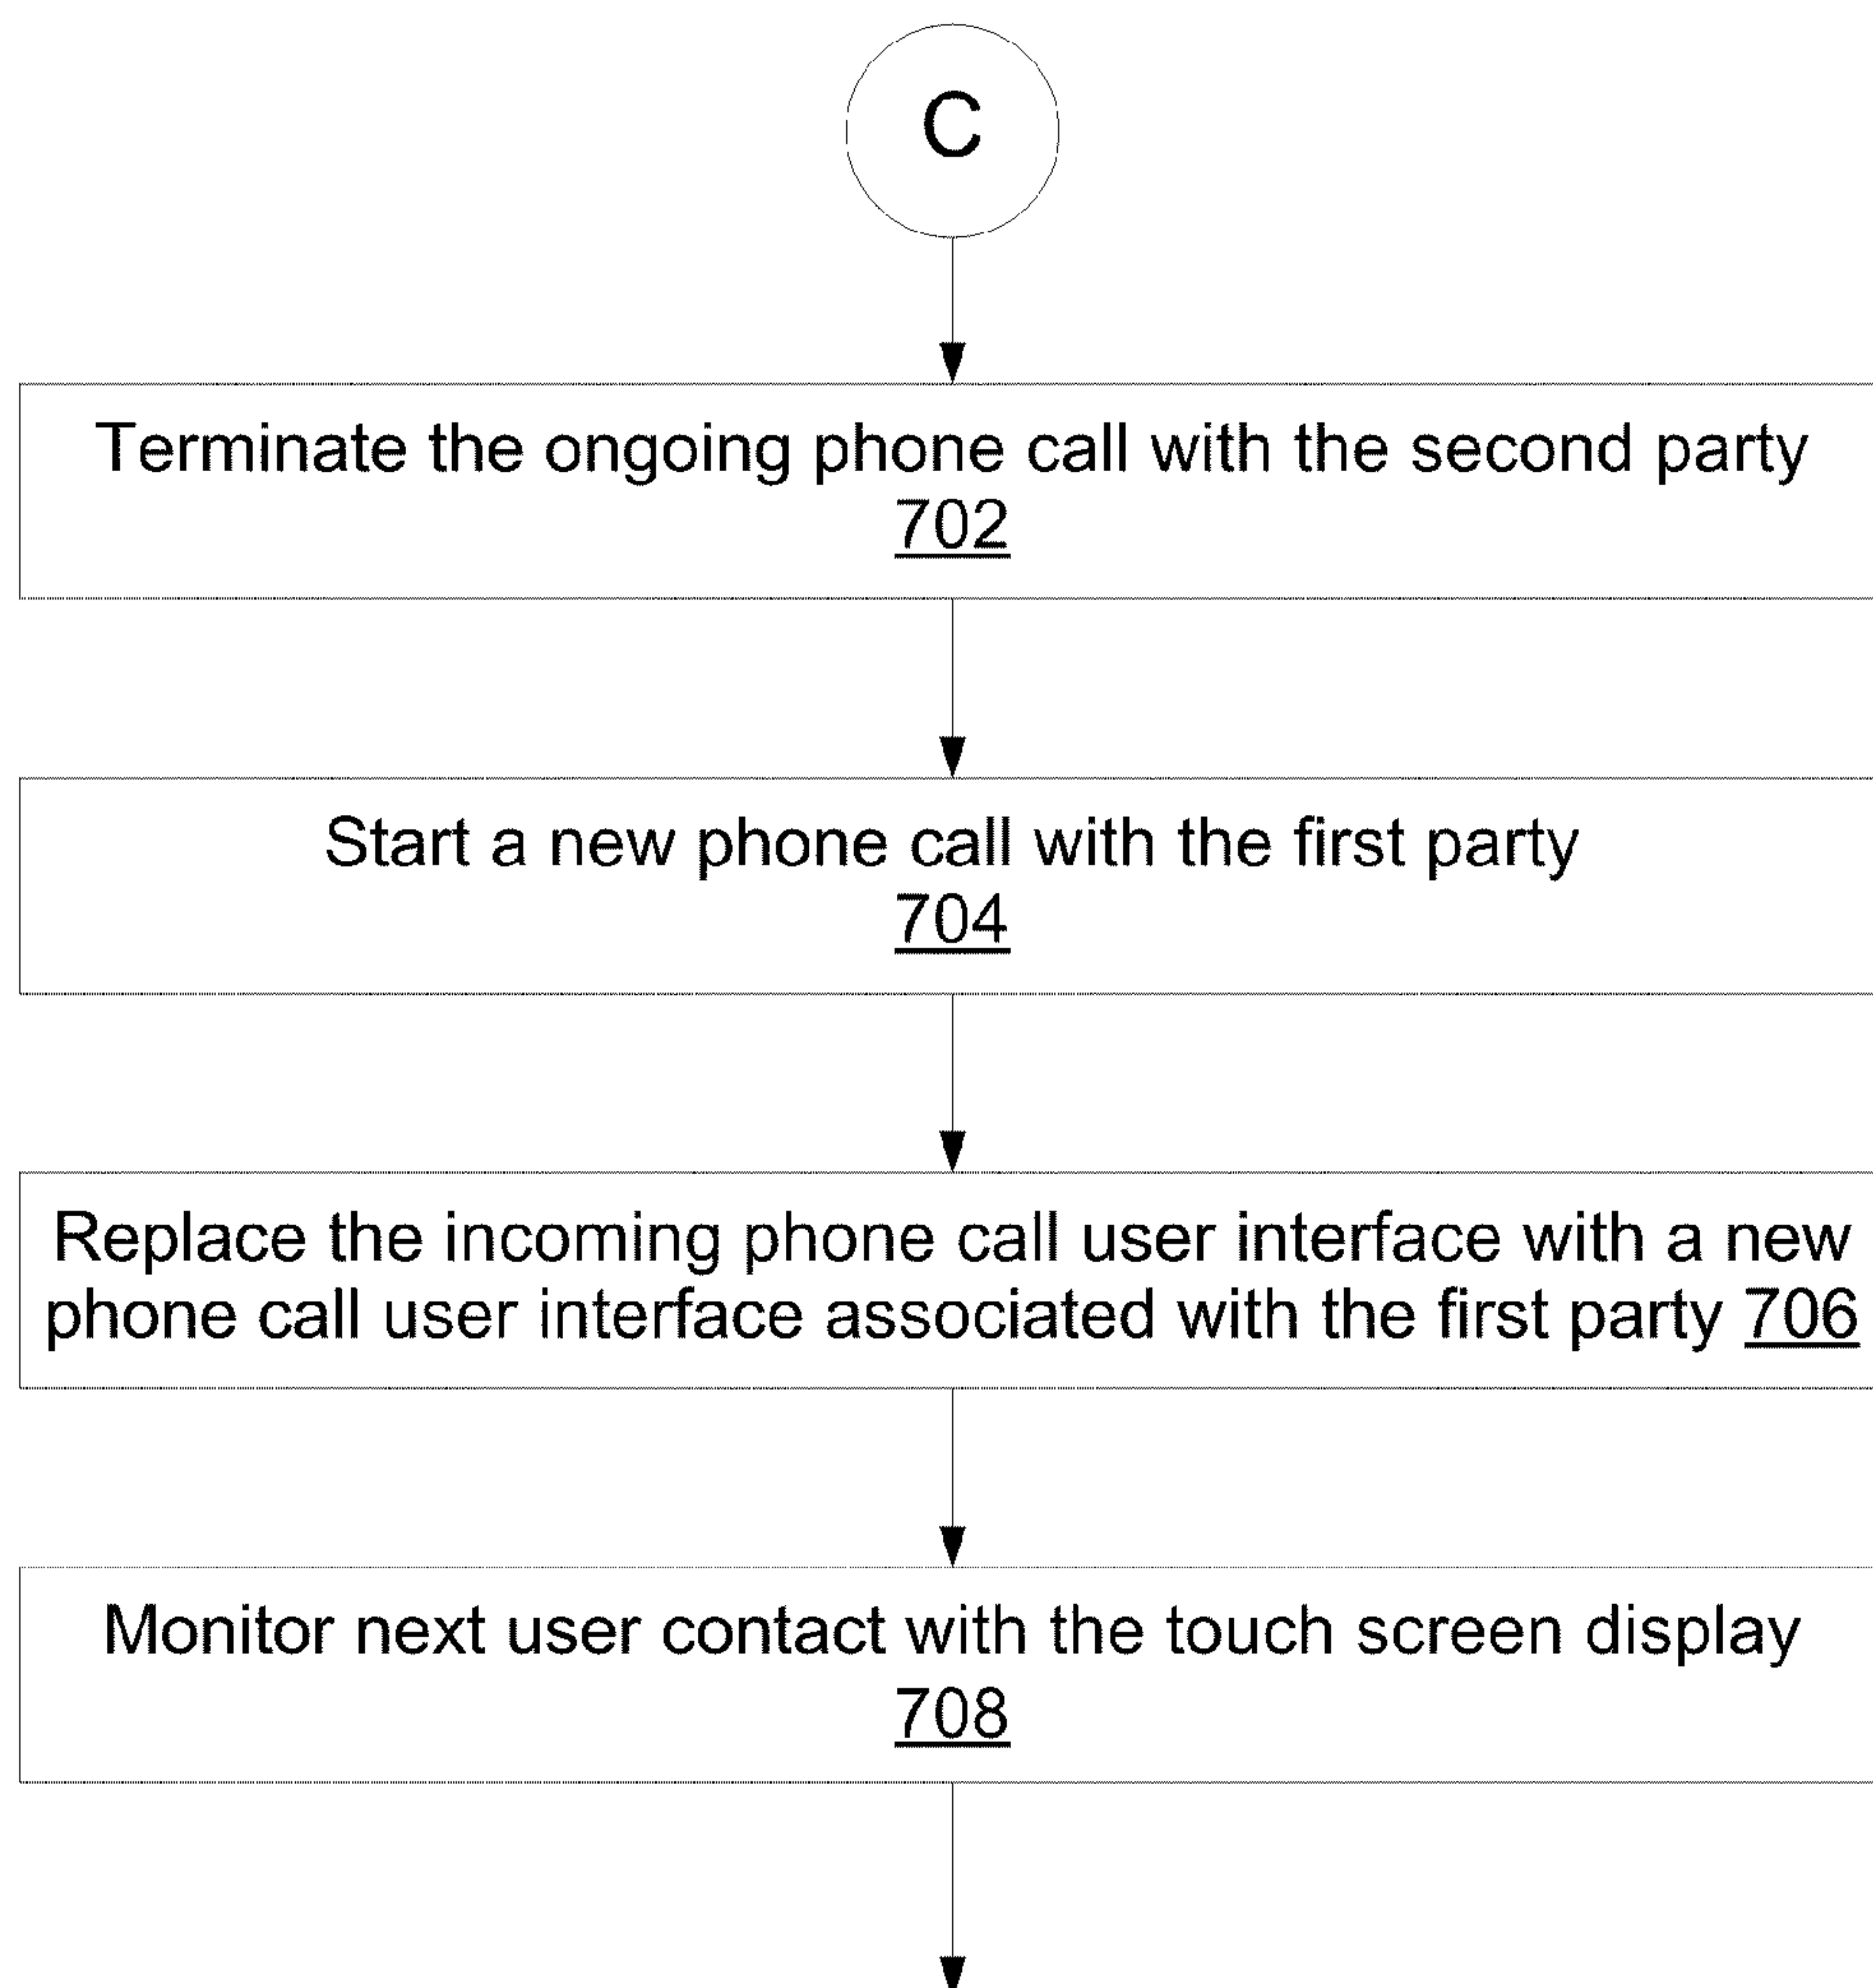 C
Terminate the ongoing phone call with the second party
702
Start a new phone call with the first party
704
Replace the incoming phone call user interface with a new
phone call user interface associated with the first party 706
Monitor next user contact with the touch screen display
708